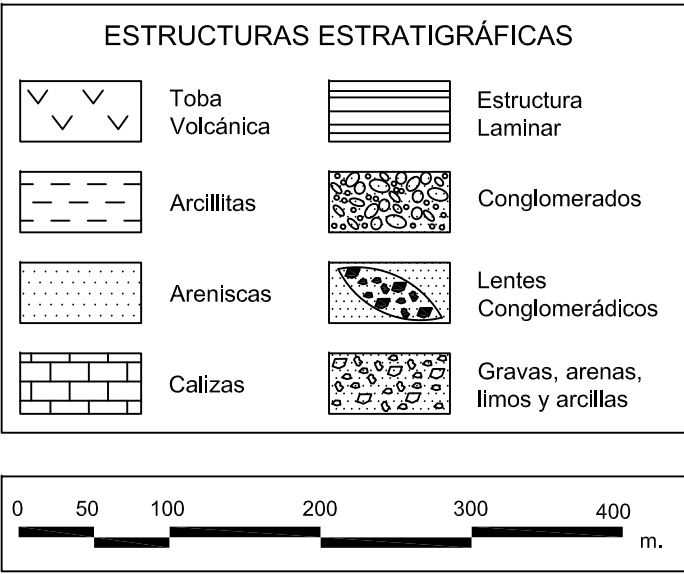 ESTRUCTURAS ESTRATIGRÁFICAS
Toba
Volcánica
Estructura
Laminar
Arcillitas
Conglomerados
Areniscas
Lentes
Conglomerádicos
Calizas
Gravas, arenas,
limos y arcillas
0 50 100 200 300 400
m.